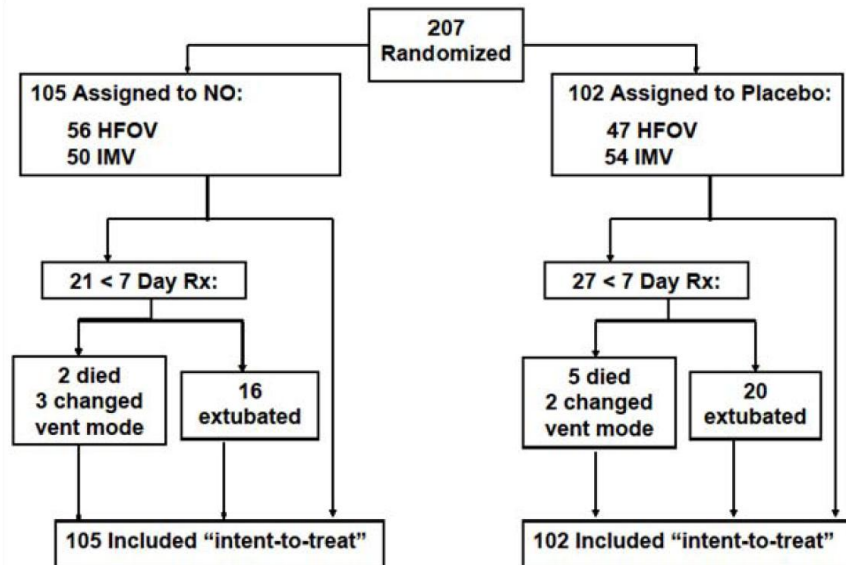 207
Randomized
105 Assigned to NO:
56 HFOV
50 IMV
102 Assigned to Placebo:
47 HFOV
54 IMV
21 < 7 Day Rx:
27 < 7 Day Rx:
2 died
3 changed
vent mode
16
extubated
5 died
2 changed
vent mode
20
extubated
105 Included “intent-to-treat”
102 Included “intent-to-treat”